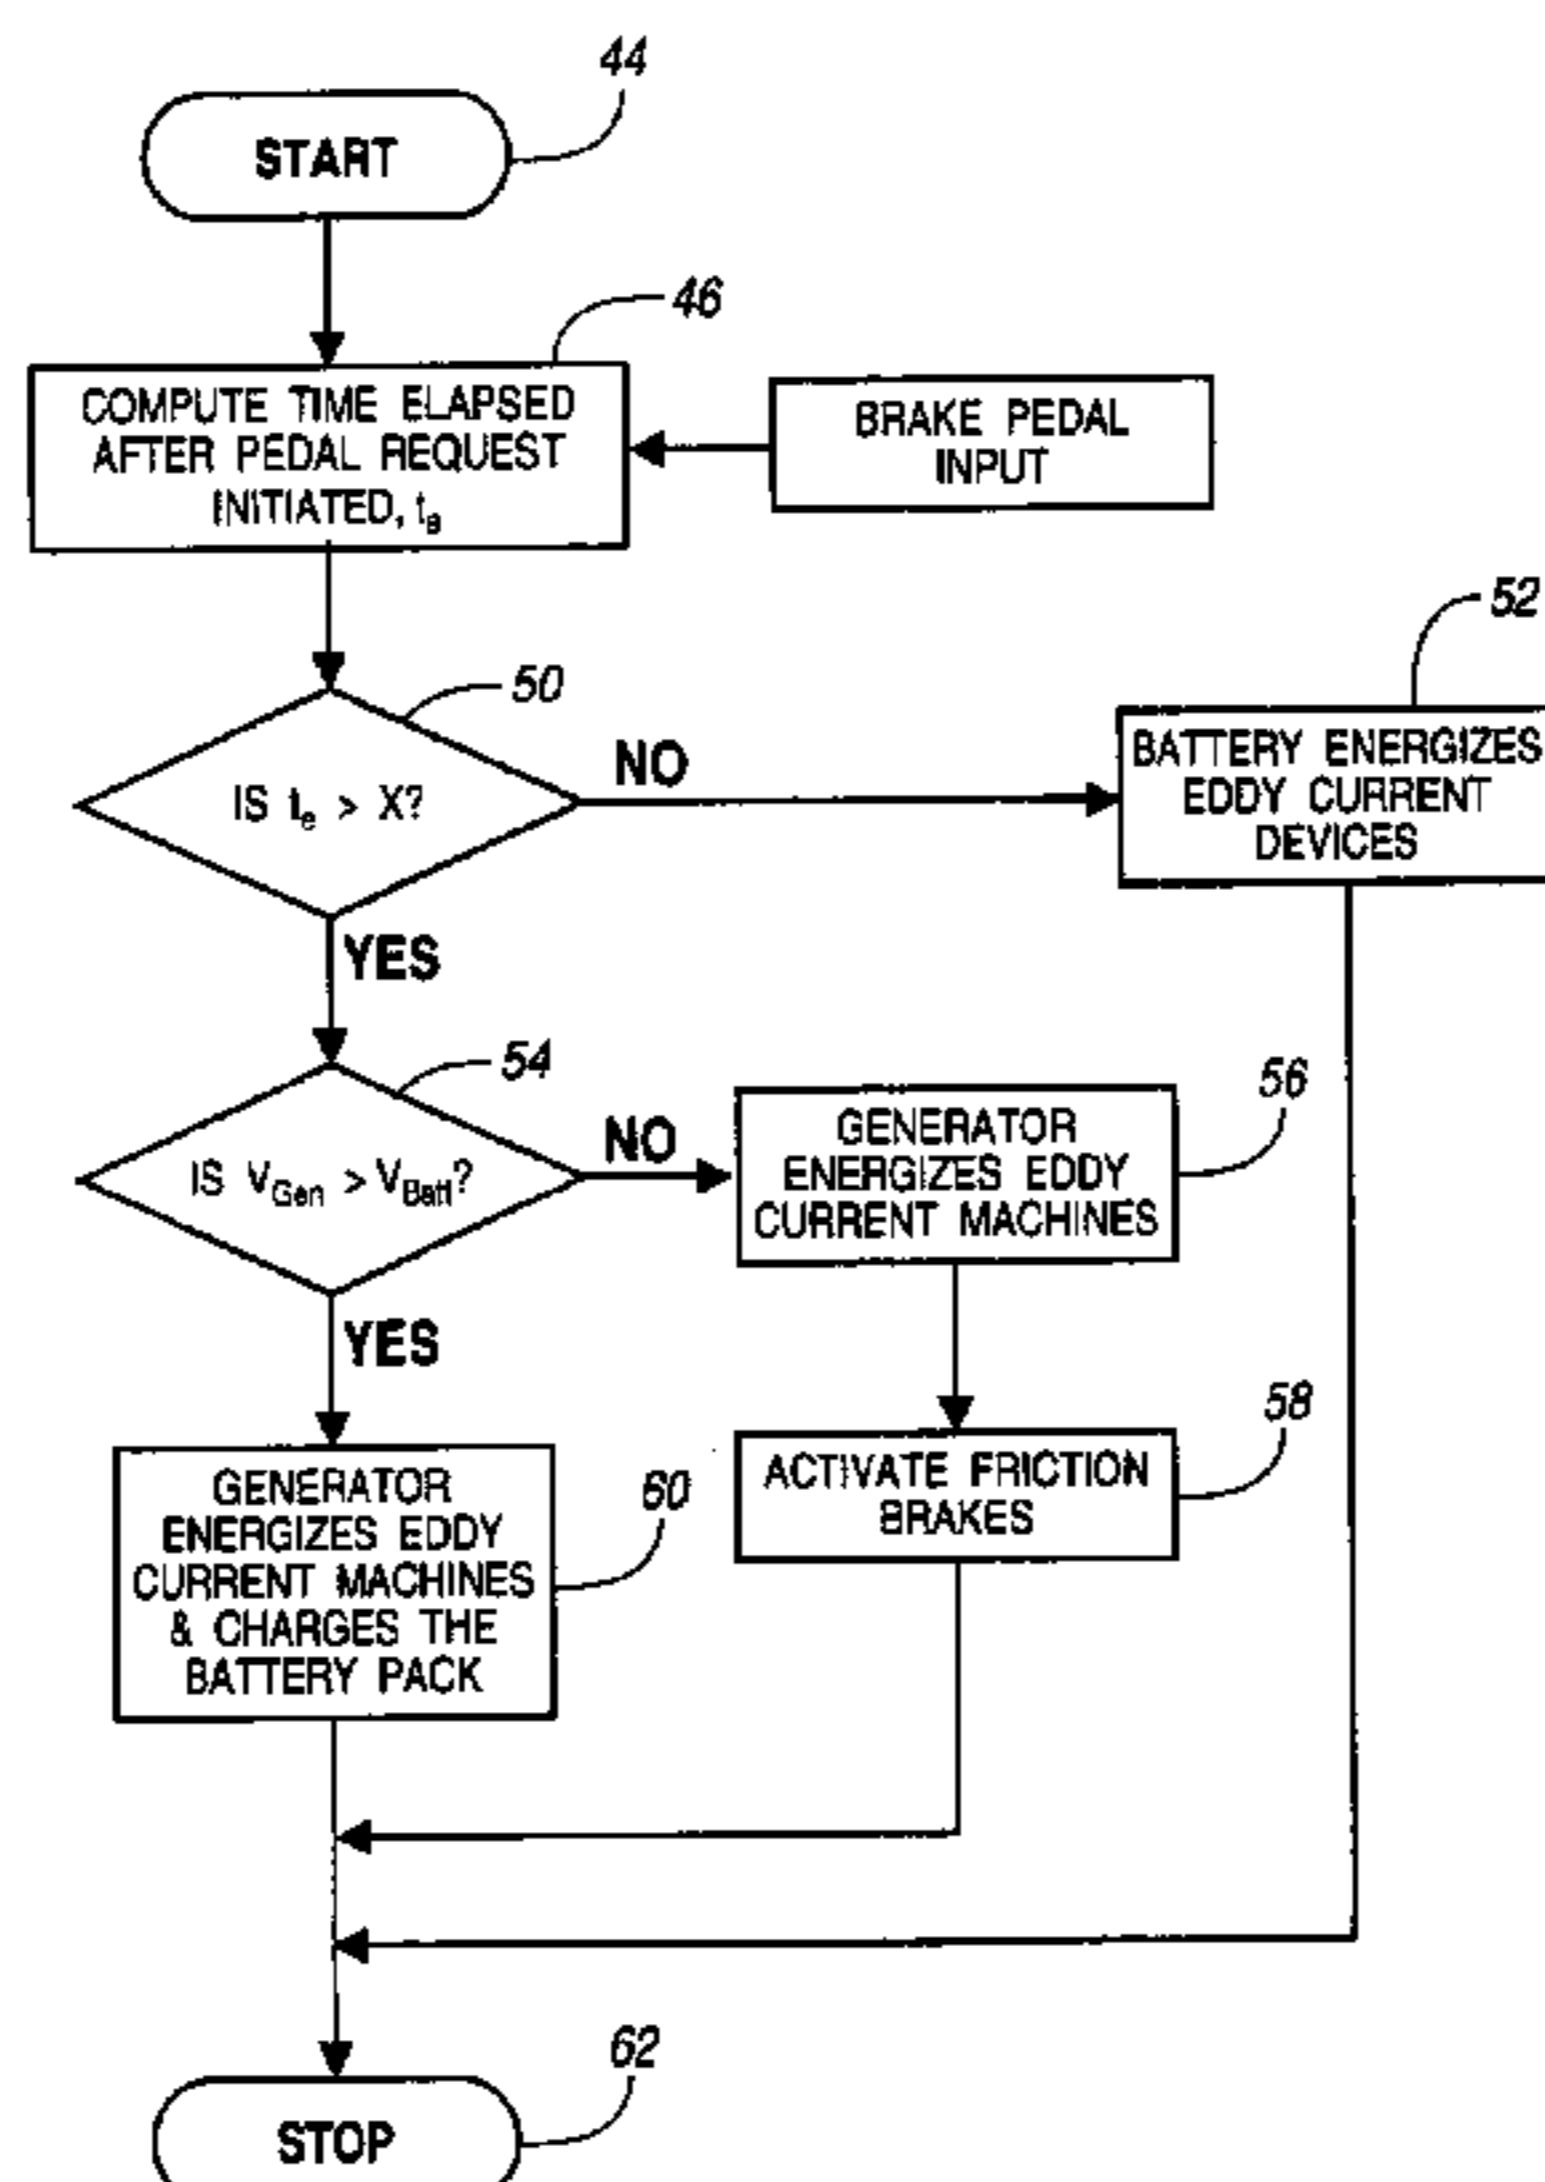 44
START
46
COMPUTE TIME ELAPSED
AFTER PEDAL REQUEST
INITIATED, te
BRAKE PEDAL
INPUT
50
IS te > X?
NO
52
BATTERY ENERGIZES
EDDY CURRENT
DEVICES
YES
54
IS VGen > VBatt?
NO
56
GENERATOR
ENERGIZES EDDY
CURRENT MACHINES
YES
58
ACTIVATE FRICTION
BRAKES
60
GENERATOR
ENERGIZES EDDY
CURRENT MACHINES
& CHARGES THE
BATTERY PACK
62
STOP